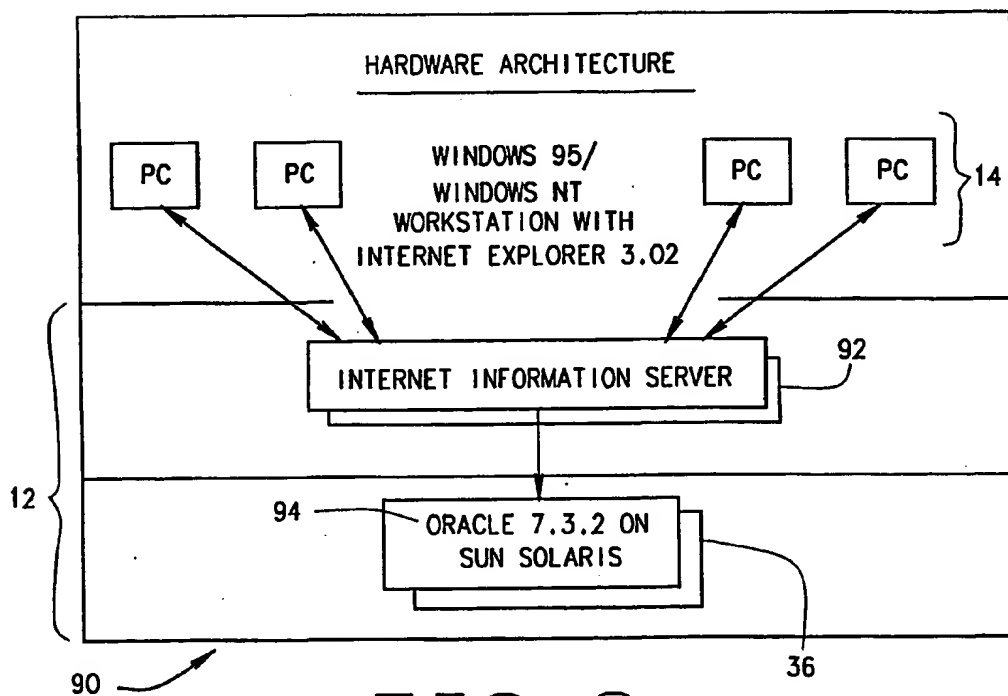 HARDWARE ARCHITECTURE
PC
PC
WINDOWS 95/
WINDOWS NT
WORKSTATION WITH
INTERNET EXPLORER 3.02
PC
PC
14
INTERNET INFORMATION SERVER
92
12
94
ORACLE 7.3.2 ON
SUN SOLARIS
36
90